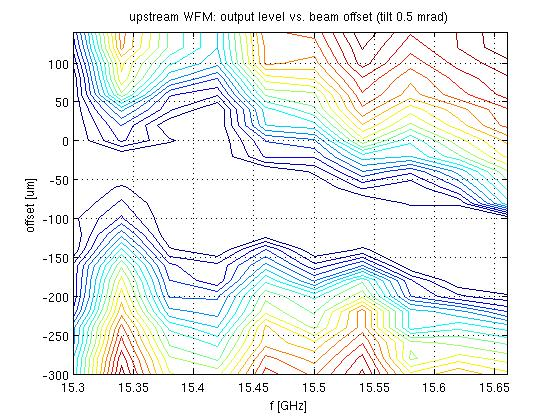 upstream WFM: output level vs. beam offset (tilt 0.5 mrad)
100
50
0
-50
-100
-150
-200
-250
-300
offset [um]
15.3 15.35 15.4 15.45 15.5 15.55 15.6 15.65
f [GHz]